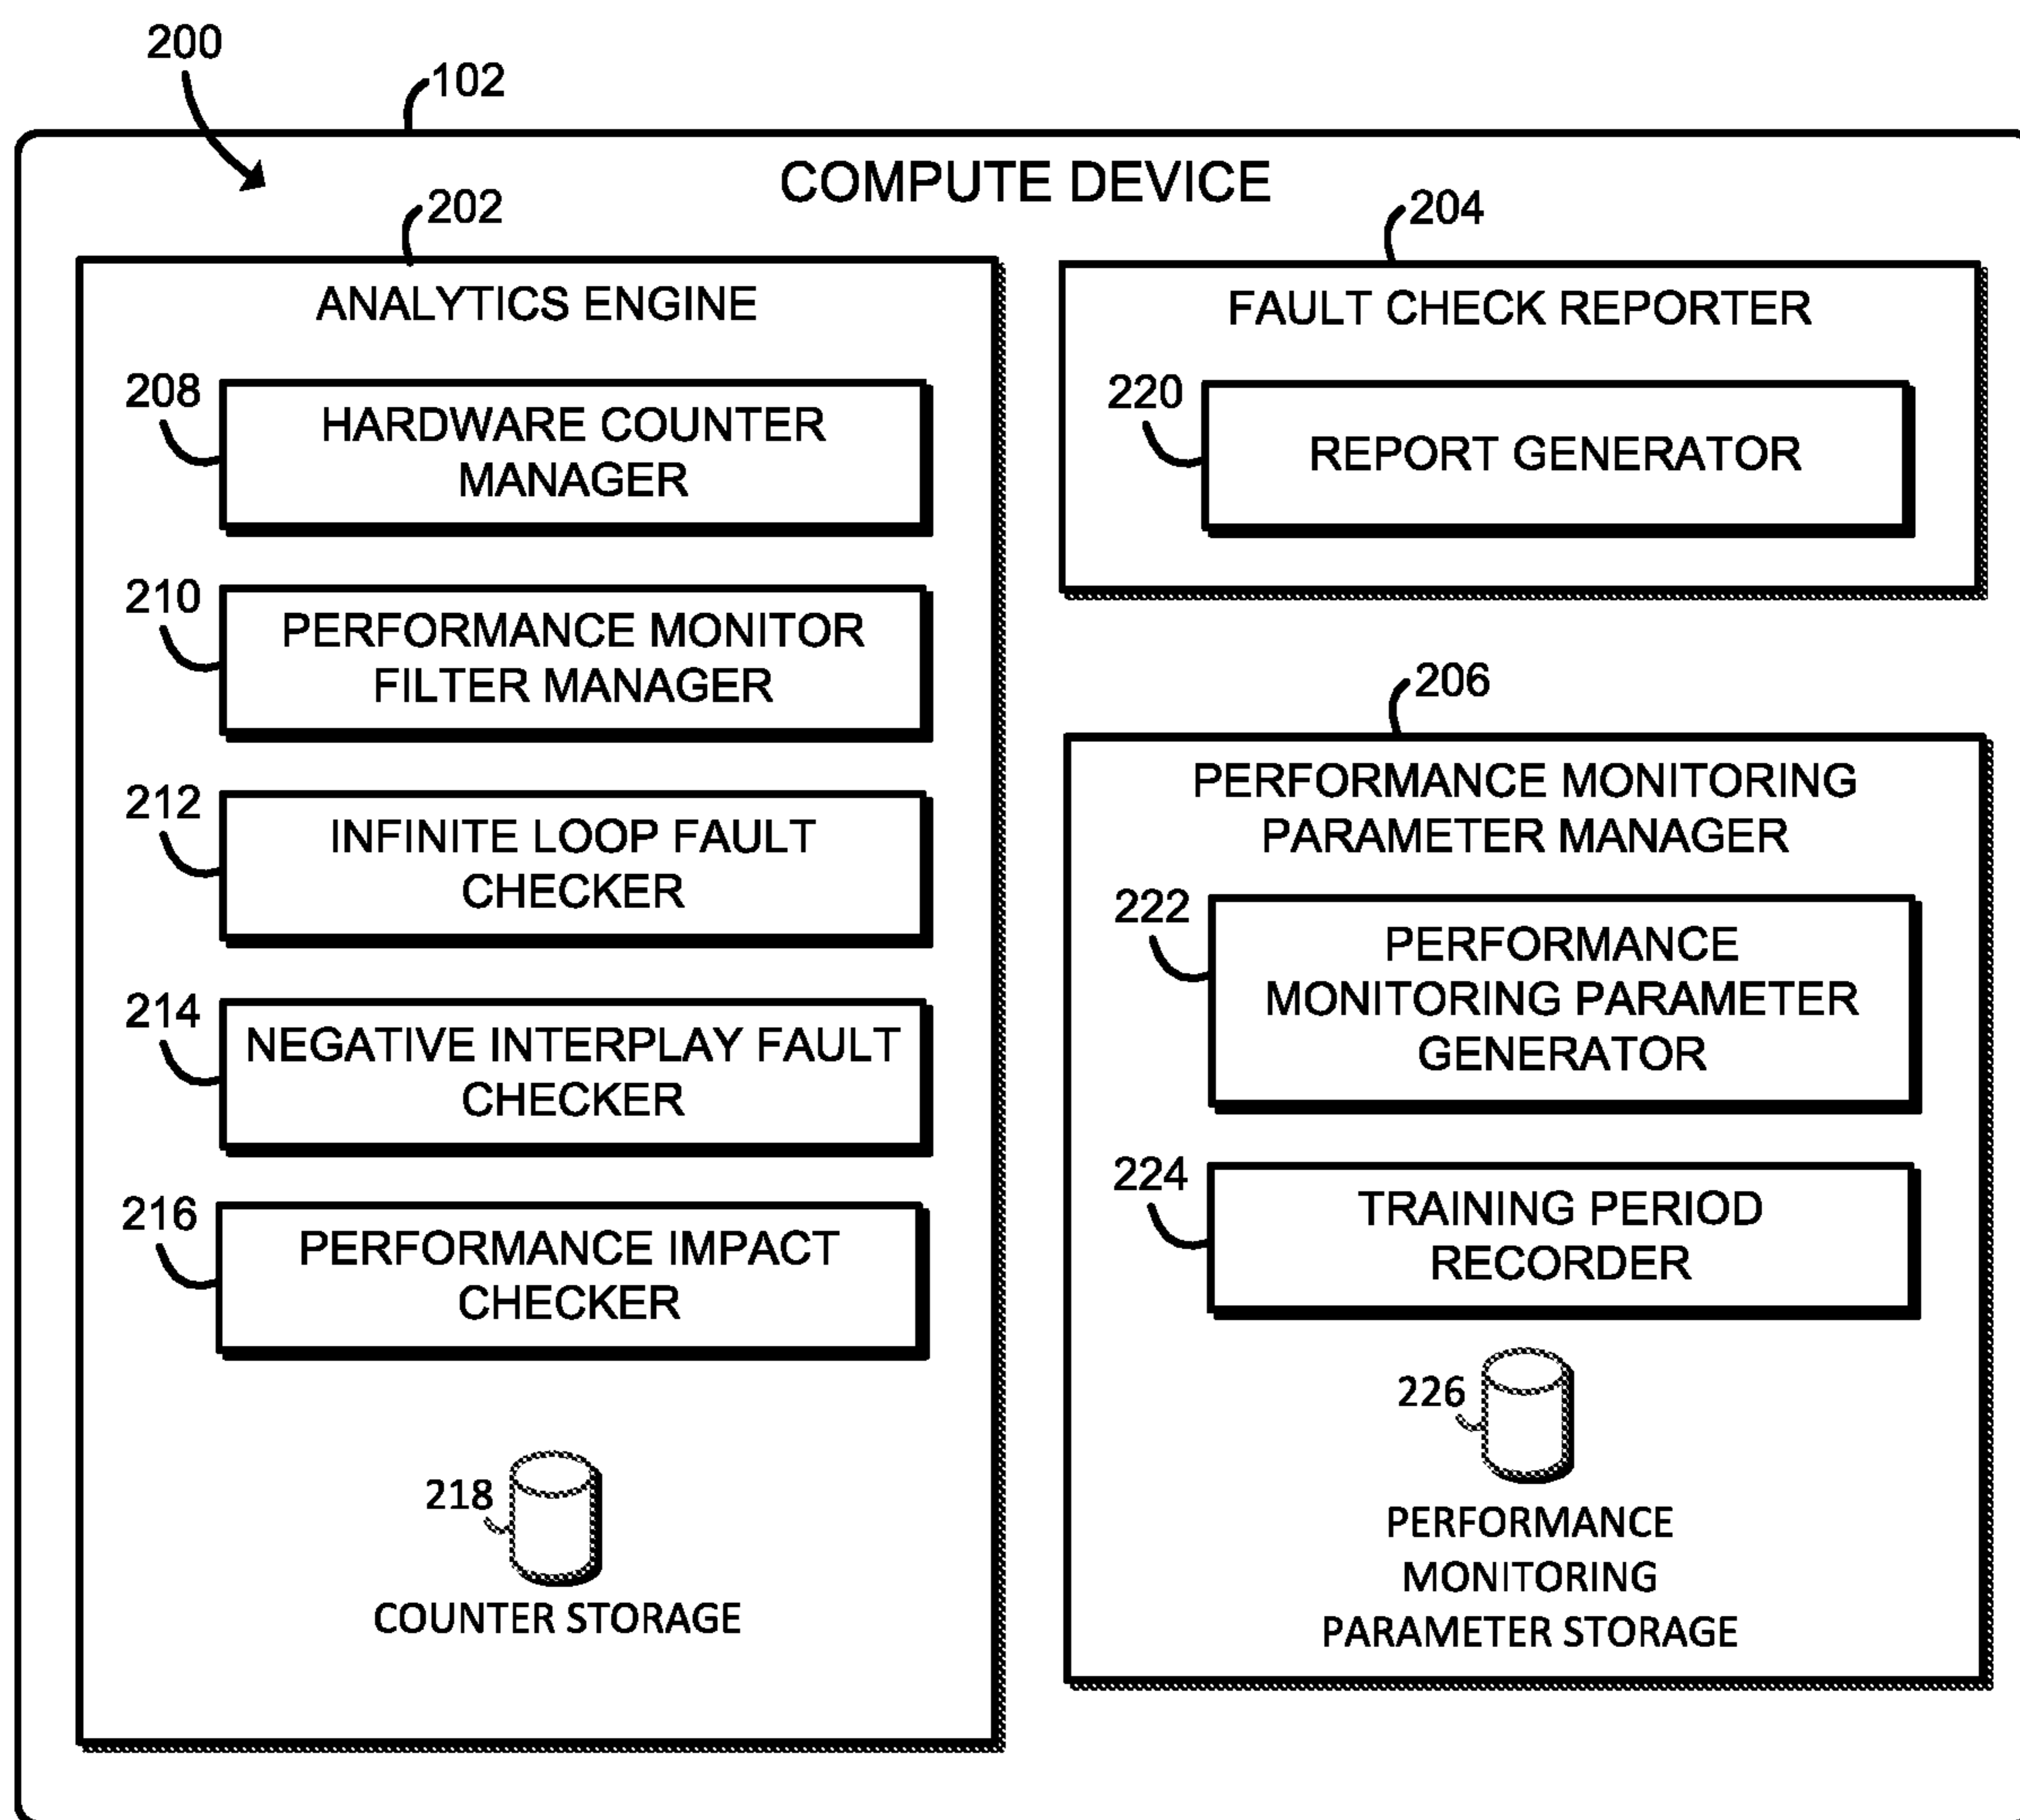 200
102
COMPUTE DEVICE
202
ANALYTICS ENGINE
208
HARDWARE COUNTER
MANAGER
210
PERFORMANCE MONITOR
FILTER MANAGER
212
INFINITE LOOP FAULT
CHECKER
214
NEGATIVE INTERPLAY FAULT
CHECKER
216
PERFORMANCE IMPACT
CHECKER
218
COUNTER STORAGE
204
FAULT CHECK REPORTER
220
REPORT GENERATOR
206
PERFORMANCE MONITORING
PARAMETER MANAGER
222
PERFORMANCE
MONITORING PARAMETER
GENERATOR
224
TRAINING PERIOD
RECORDER
226
PERFORMANCE
MONITORING
PARAMETER STORAGE